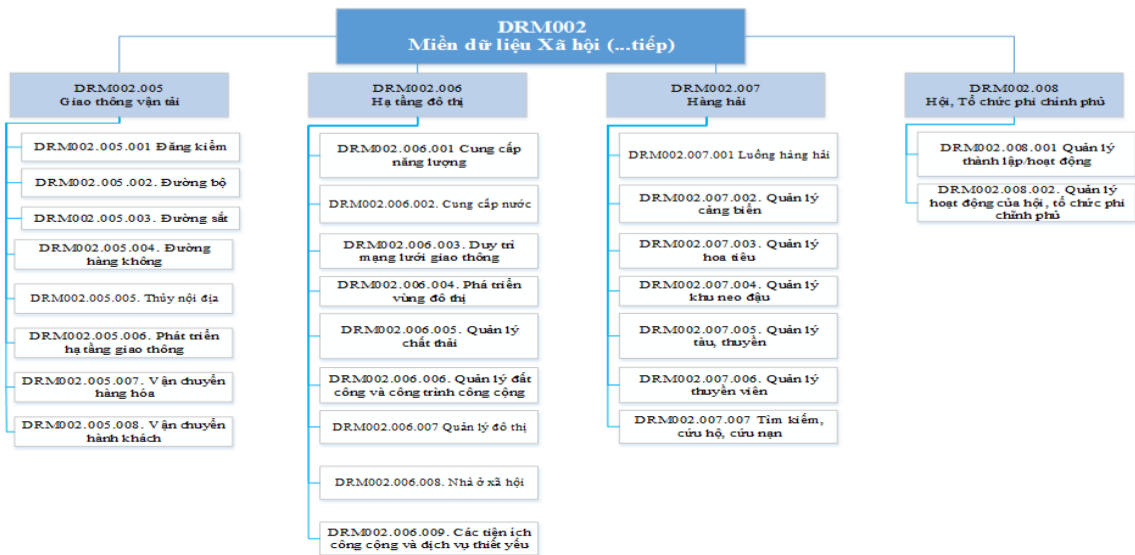 DRM002
Miền dữ liệu Xã hội (...tiếp)
DRM002.005
Giao thông vận tải
DRM002.005.001 Đăng kiểm
DRM002.005.002. Đường bộ
DRM002.005.003. Đường sắt
DRM002.005.004. Đường
hàng không
DRM002.005.005. Thủy nội địa
DRM002.005.006. Phát triển
hạ tầng giao thông
DRM002.005.007. Vận chuyển
hàng hóa
DRM002.005.008. Vận chuyển
hành khách
DRM002.006
Hạ tầng đô thị
DRM002.006.001 Cung cấp
năng lượng
DRM002.006.002. Cung cấp nước
DRM002.006.003. Duy trì
mạng lưới giao thông
DRM002.006.004. Phá triển
vùng đô thị
DRM002.006.005. Quản lý
chất thải
DRM002.006.006. Quản lý đất
công và công trình công cộng
DRM002.006.007 Quản lý đô thị
DRM002.006.008. Nhà ở xã hội
DRM002.006.009. Các tiện ích
công cộng và dịch vụ thiết yếu
DRM002.007
Hàng hải
DRM002.007.001 Luồng hàng hải
DRM002.007.002. Quản lý
cảng biển
DRM002.007.003. Quản lý
hoa tiêu
DRM002.007.004. Quản lý
khu neo đậu
DRM002.007.005. Quản lý
tàu, thuyền
DRM002.007.006. Quản lý
thuyền viên
DRM002.007.007 Tìm kiếm,
cứu hộ, cứu nạn
DRM002.008
Hội, Tổ chức phi chính phủ
DRM002.008.001 Quản lý
thành lập/hoạt động
DRM002.008.002. Quản lý
hoạt động của hội, tổ chức phi
chính phủ